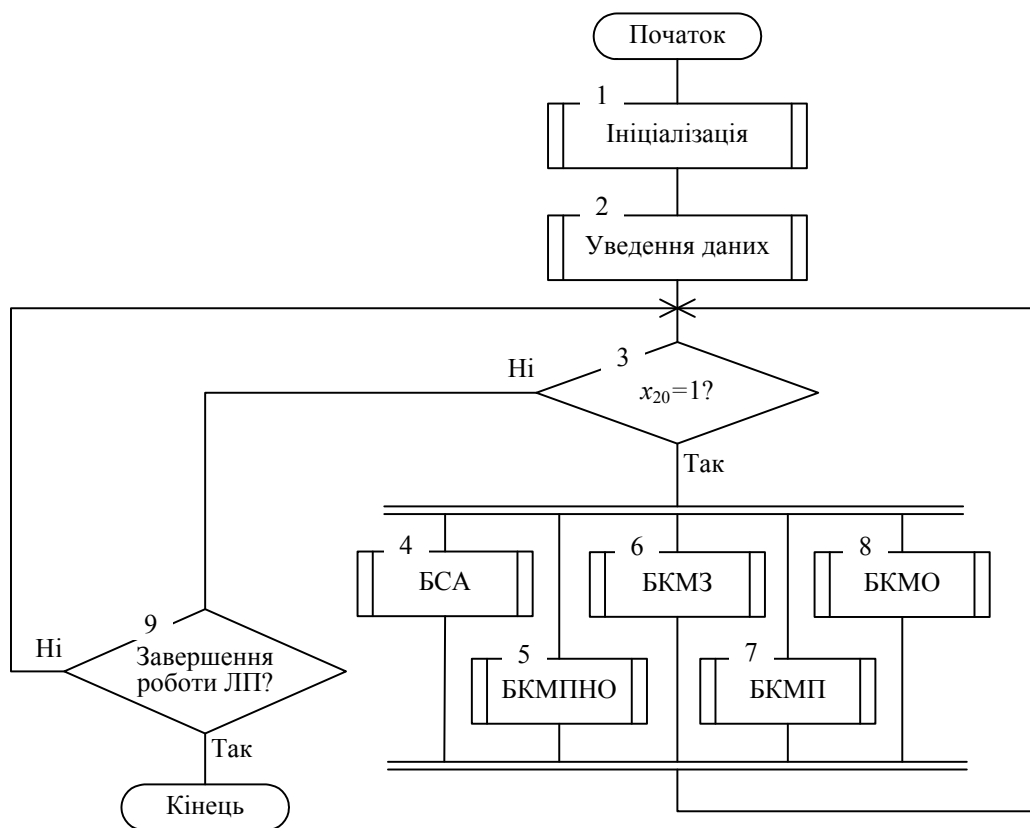 Початок
1
Ініціалізація
2
Уведення даних
3
Ні
x₂₀=1?
Так
4
БСА
6
БКМЗ
8
БКМО
5
БКМПНО
7
БКМП
9
Ні
Завершення
роботи ЛП?
Так
Кінець